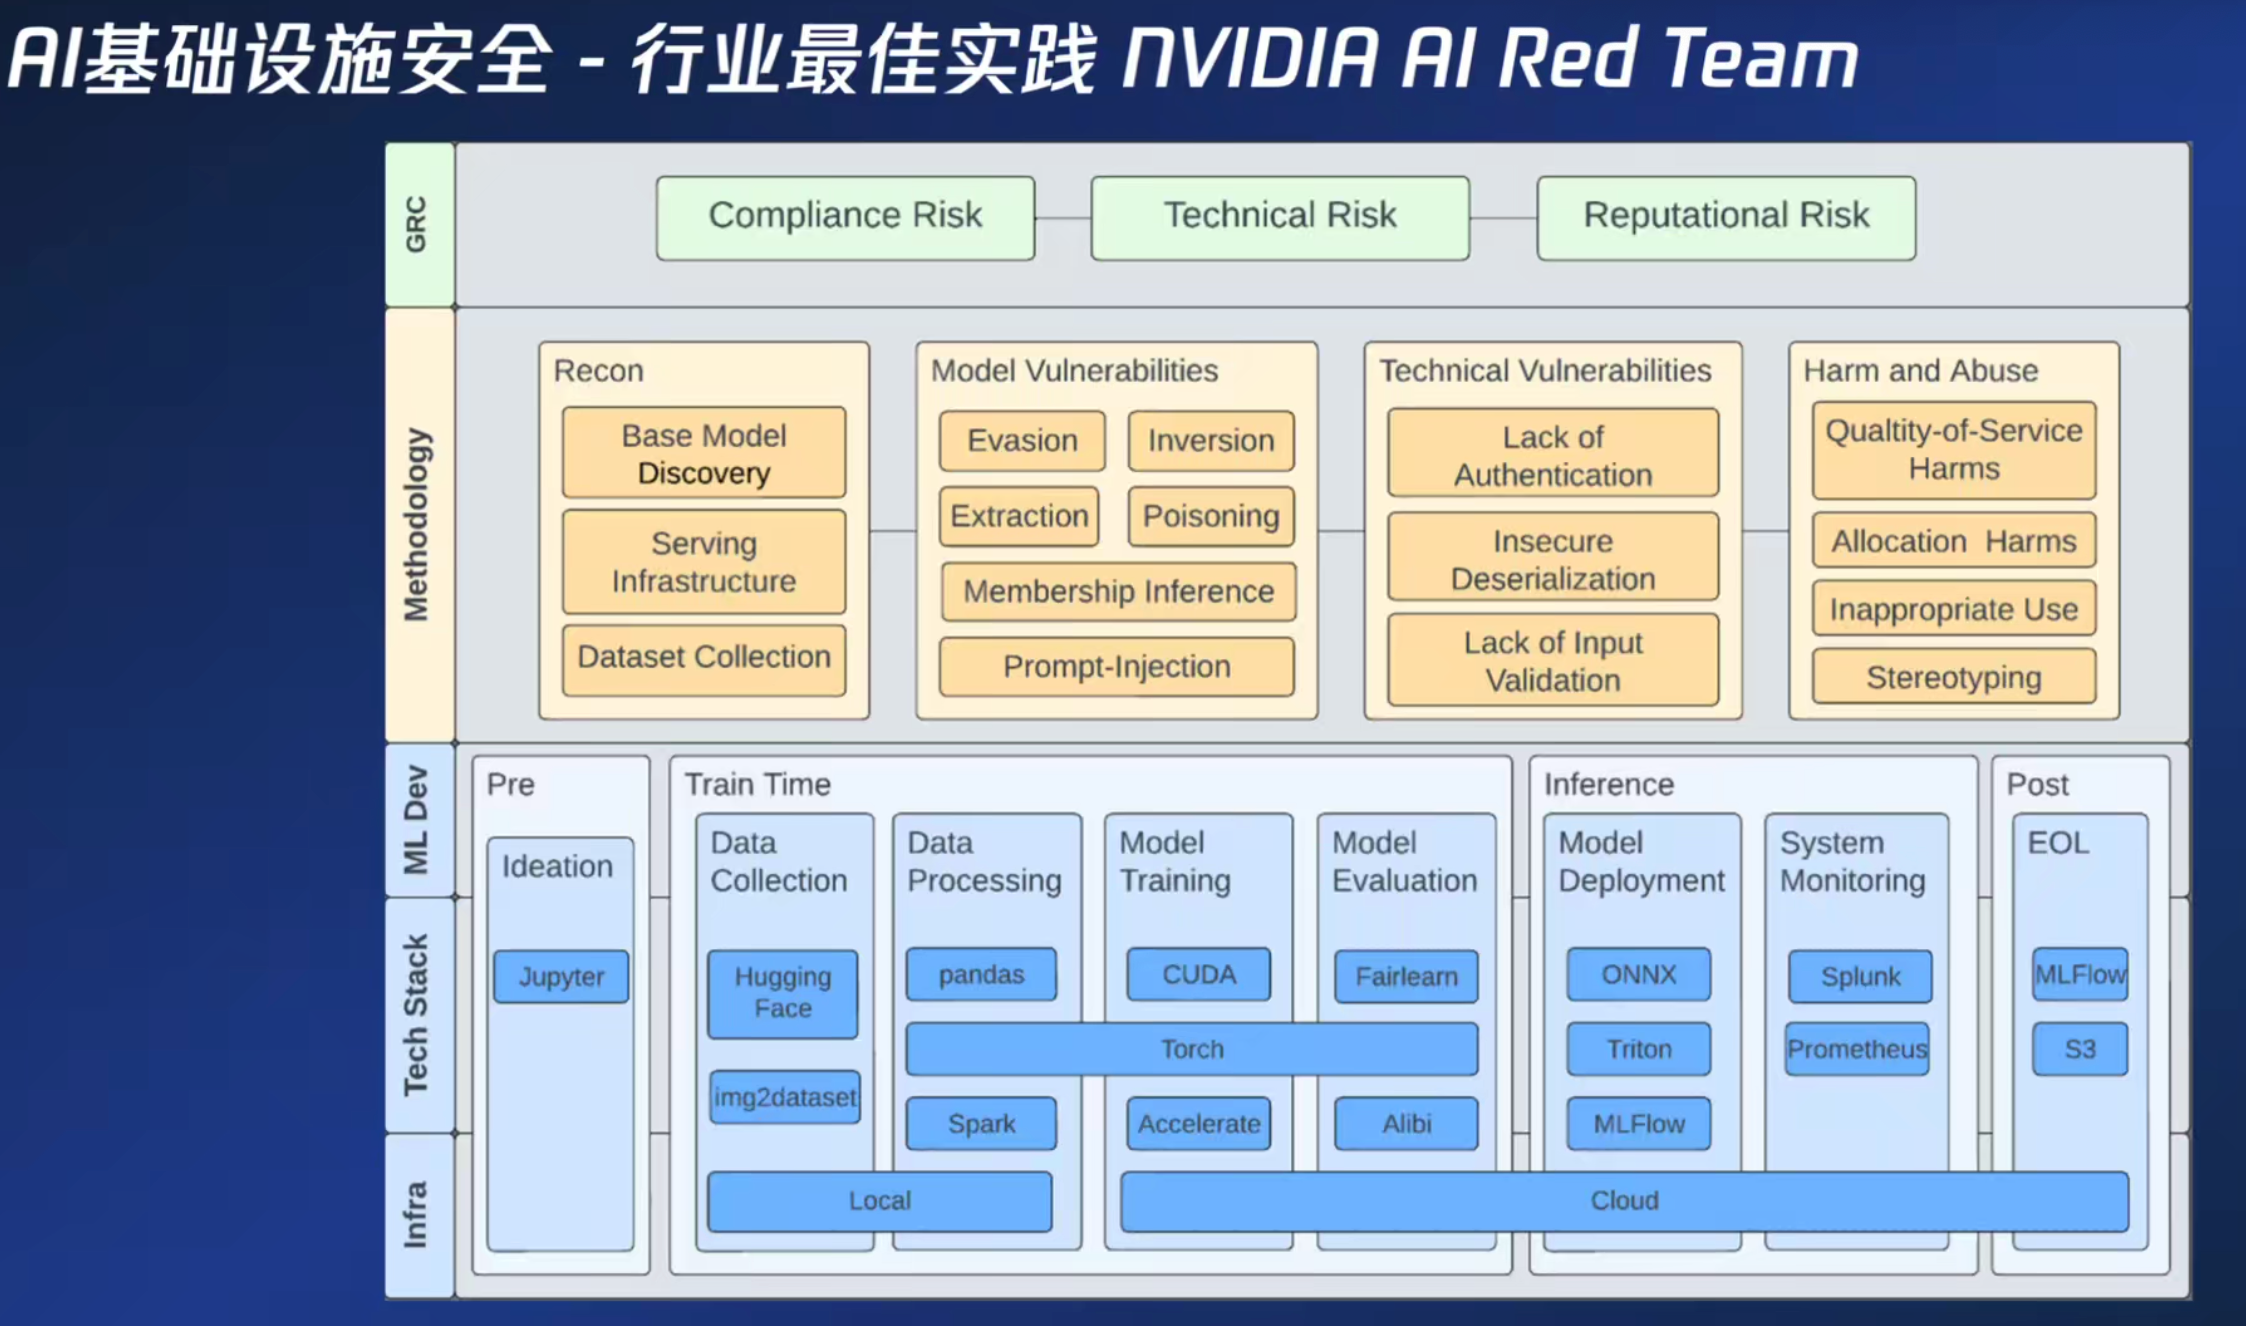 AI基础设施安全 - 行业最佳实践 NVIDIA AI Red Team
GRC
Compliance Risk
Technical Risk
Reputational Risk
Methodology
Recon
Base Model
Discovery
Serving
Infrastructure
Dataset Collection
Model Vulnerabilities
Evasion
Inversion
Extraction
Poisoning
Membership Inference
Prompt-Injection
Technical Vulnerabilities
Lack of
Authentication
Insecure
Deserialization
Lack of Input
Validation
Harm and Abuse
Qualtity-of-Service
Harms
Allocation Harms
Inappropriate Use
Stereotyping
ML Dev
Tech Stack
Infra
Pre
Ideation
Jupyter
Train Time
Data
Collection
Hugging
Face
img2dataset
Data
Processing
pandas
Spark
Model
Training
CUDA
Accelerate
Model
Evaluation
Fairlearn
Alibi
Torch
Local
Inference
Model
Deployment
ONNX
Triton
MLFlow
System
Monitoring
Splunk
Prometheus
Post
EOL
MLFlow
S3
Cloud